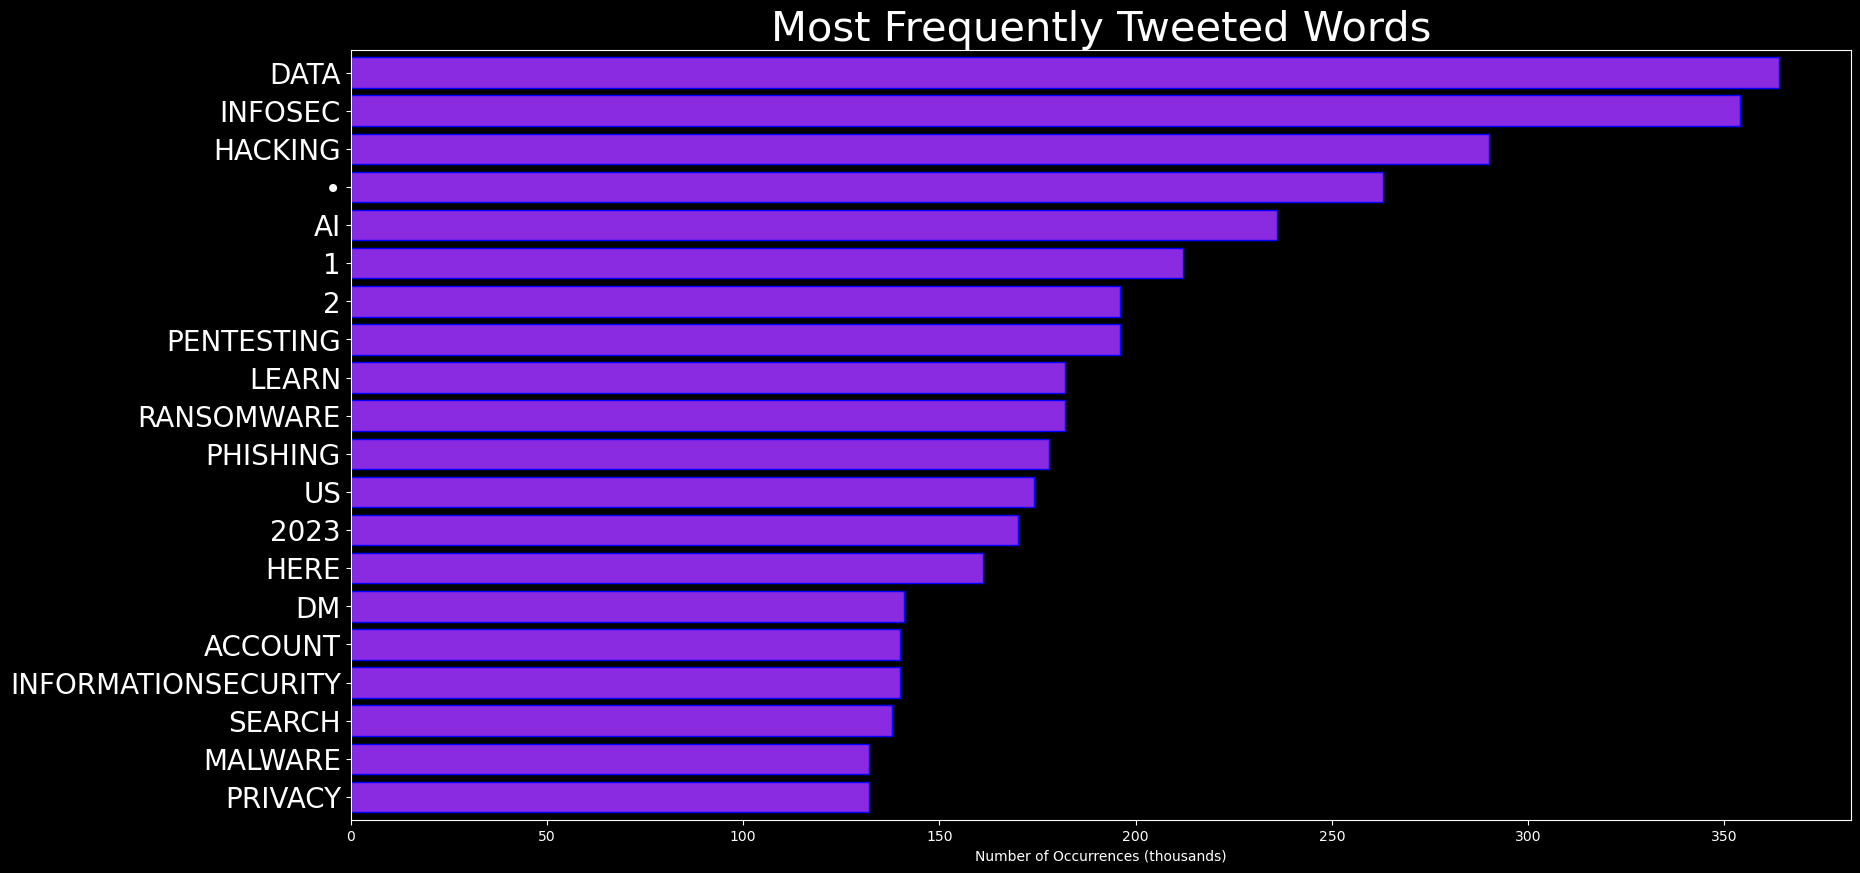 Most Frequently Tweeted Words
DATA
INFOSEC
HACKING
•
AI
1
2
PENTESTING
LEARN
RANSOMWARE
PHISHING
US
2023
HERE
DM
ACCOUNT
INFORMATIONSECURITY
SEARCH
MALWARE
PRIVACY
0 50 100 150 200 250 300 350
Number of Occurrences (thousands)